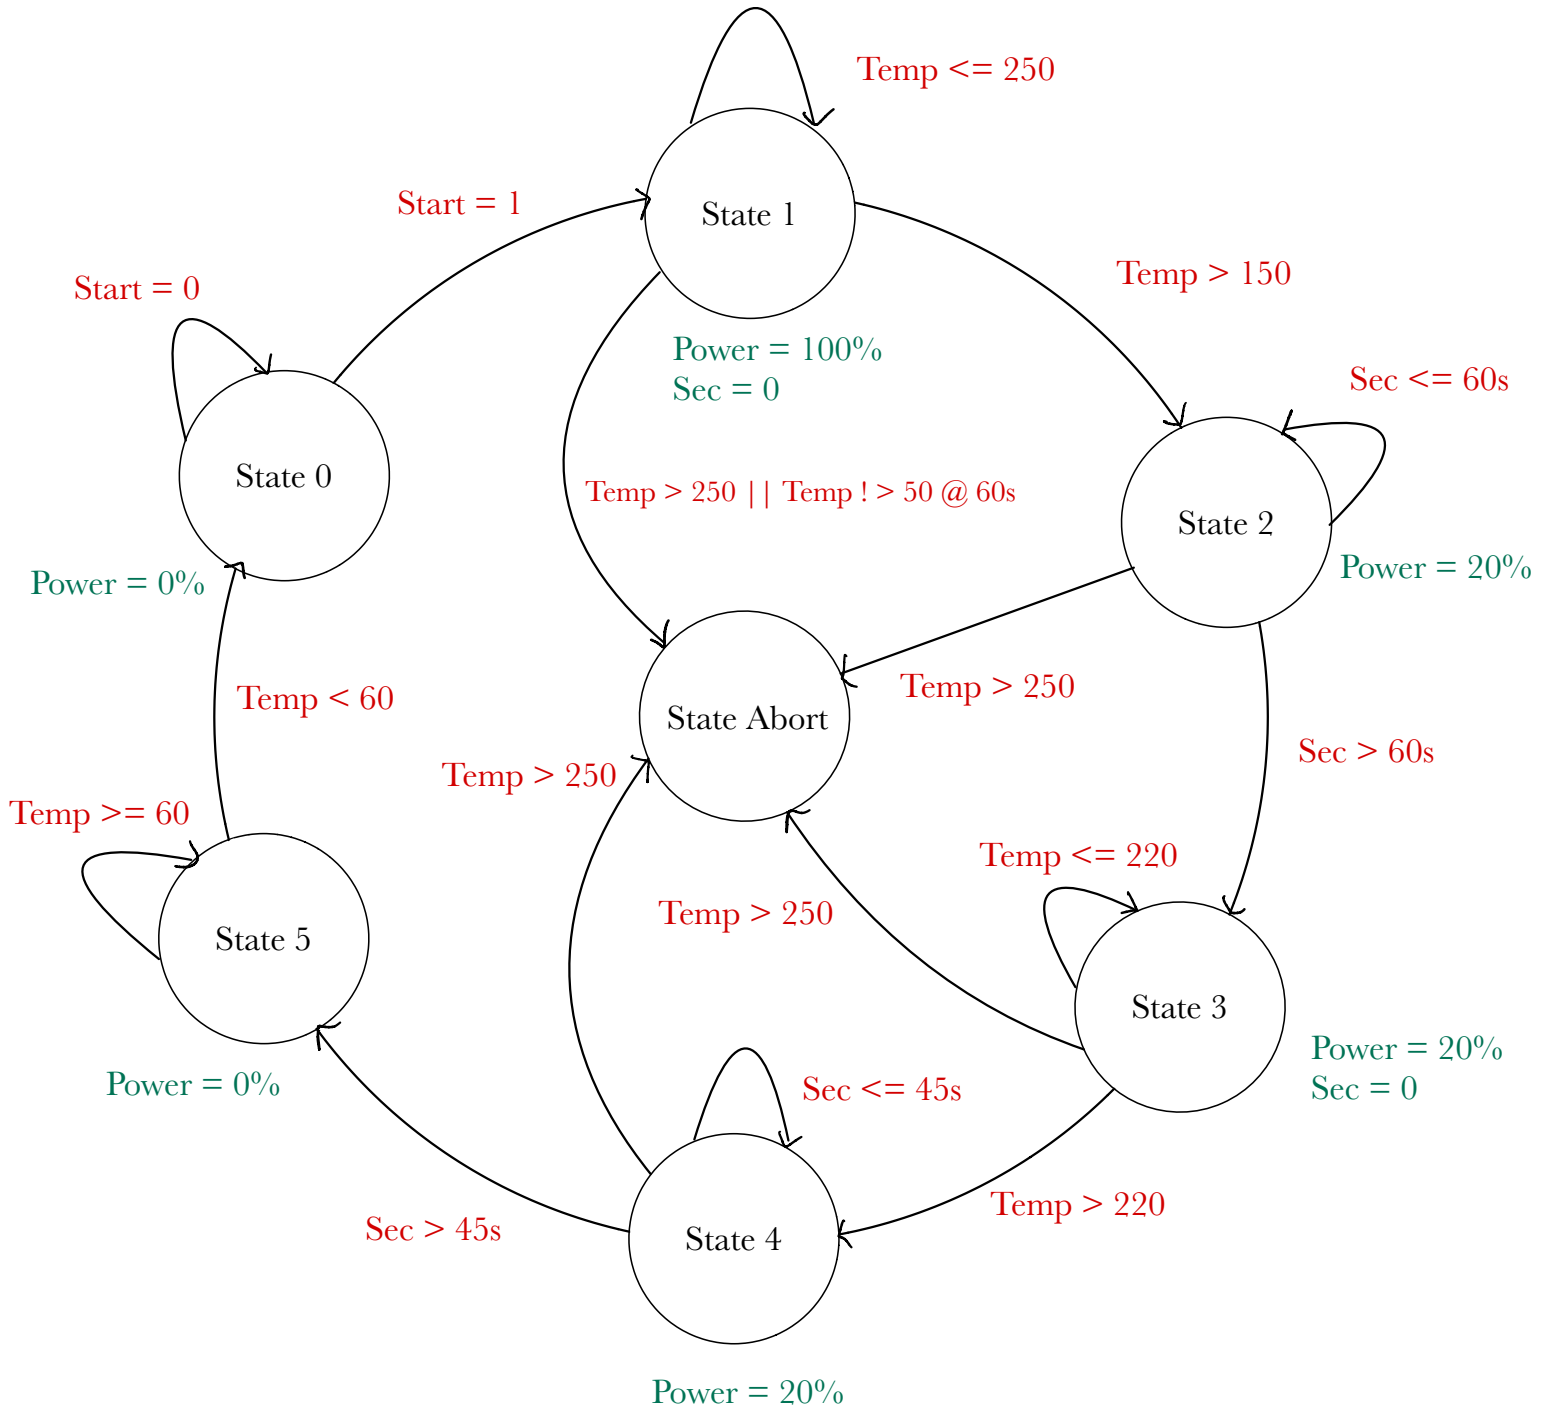 Temp <= 250
State 1
Start = 1
Temp > 150
Start = 0
Power = 100%
Sec = 0
Sec <= 60s
State 0
Temp > 250 || Temp ! > 50 @ 60s
State 2
Power = 0%
Power = 20%
Temp < 60
Temp > 250
State Abort
Sec > 60s
Temp > 250
Temp >= 60
Temp <= 220
Temp > 250
State 5
State 3
Power = 20%
Sec = 0
Power = 0%
Sec <= 45s
Temp > 220
Sec > 45s
State 4
Power = 20%